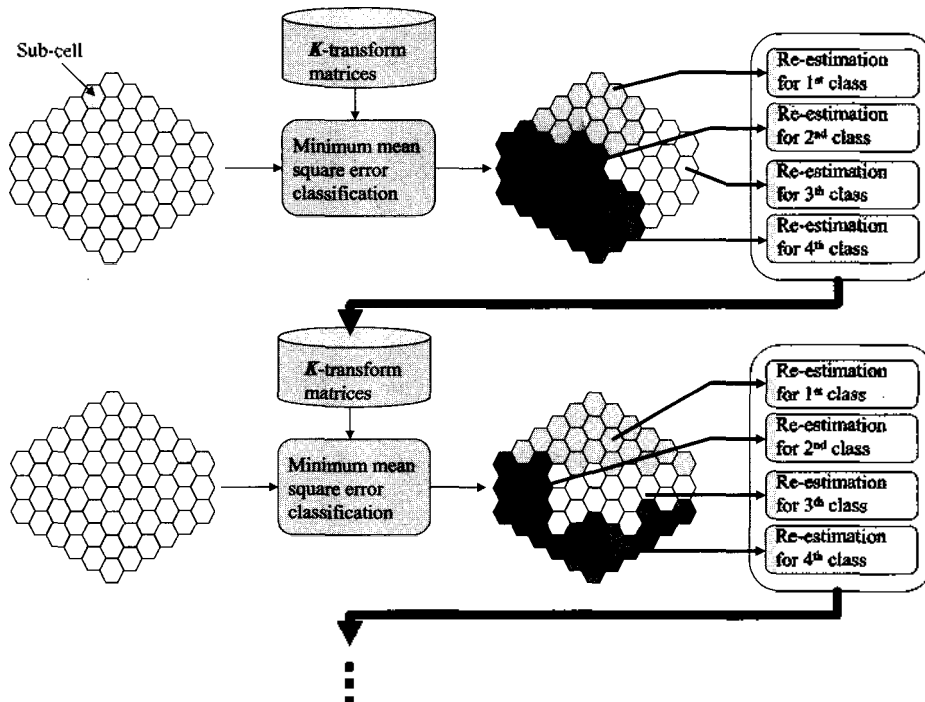 Sub-cell
K-transform
matrices
Minimum mean
square error
classification
Re-estimation
for 1st class
Re-estimation
for 2nd class
Re-estimation
for 3th class
Re-estimation
for 4th class
K-transform
matrices
Minimum mean
square error
classification
Re-estimation
for 1st class
Re-estimation
for 2nd class
Re-estimation
for 3th class
Re-estimation
for 4th class